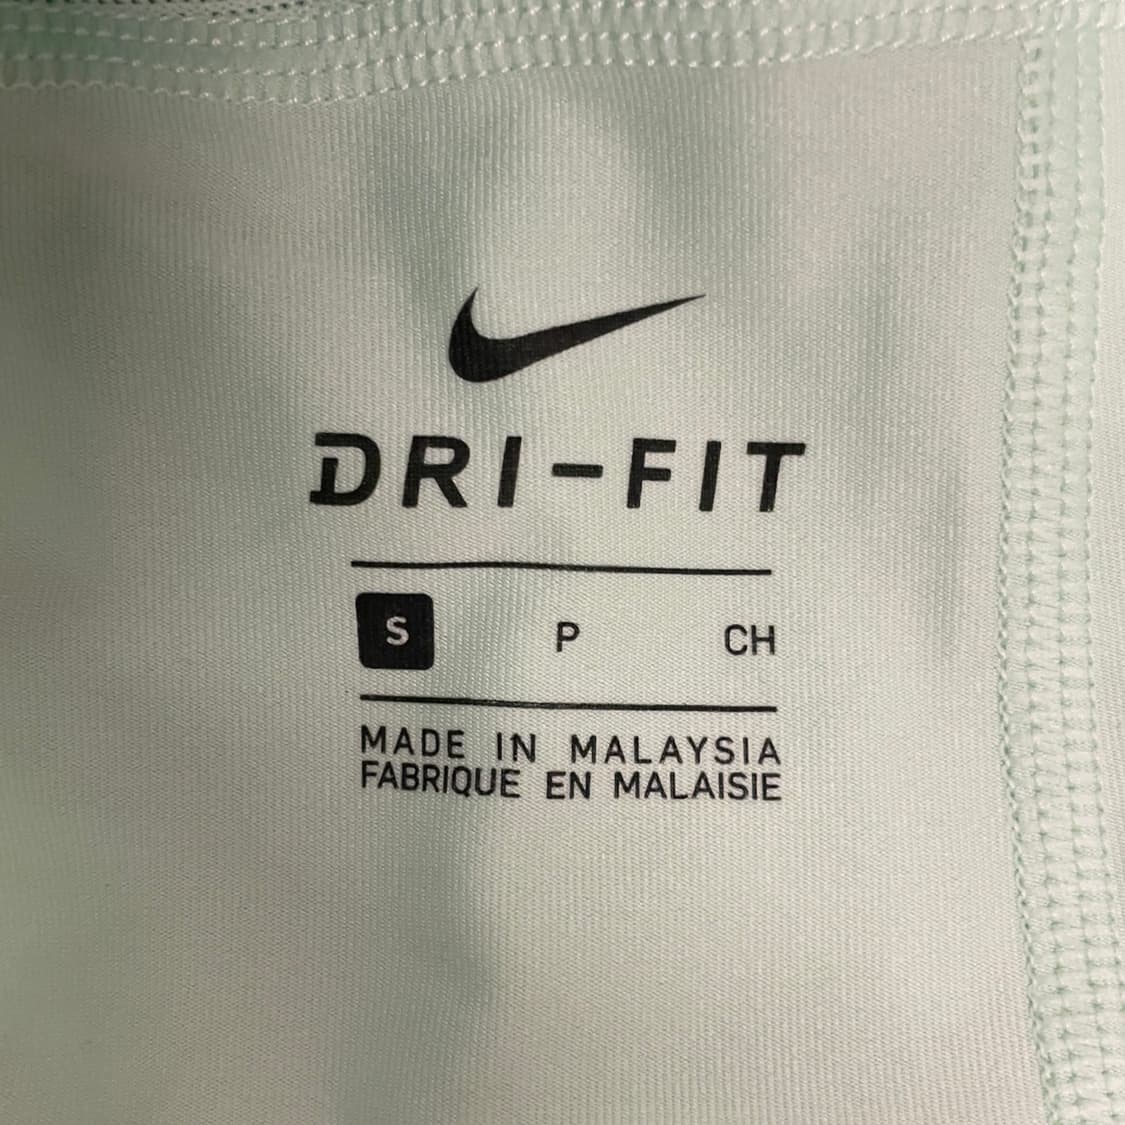 DRI-FIT
S P CH
MADE IN MALAYSIA
FABRIQUE EN MALAISIE